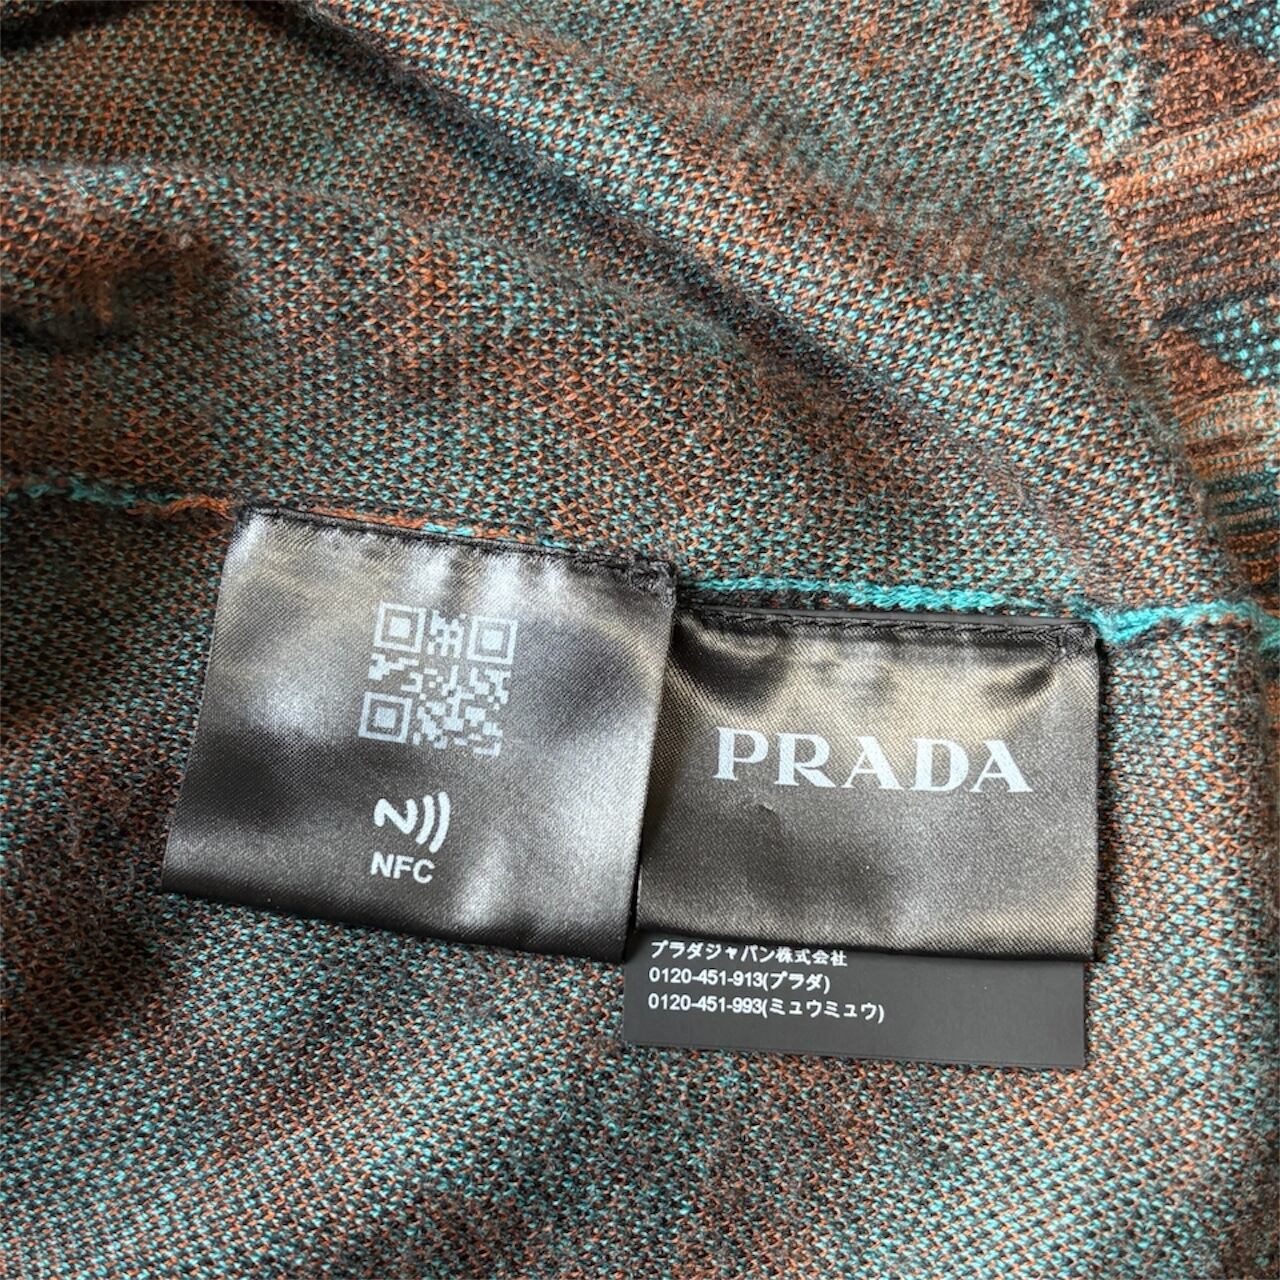 NFC
PRADA
プラダジャパン株式会社
0120-451-913(プラダ)
0120-451-993(ミュウミュウ)